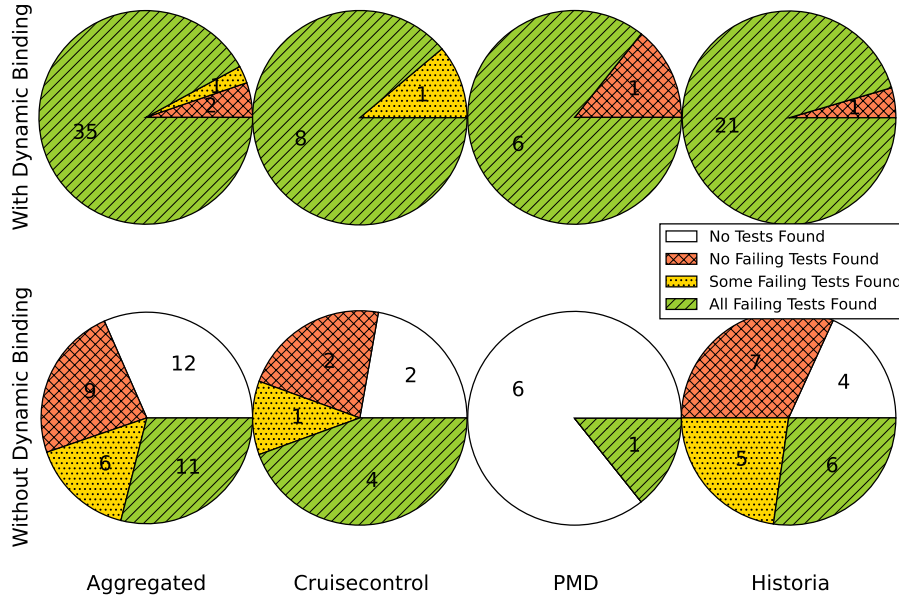 With Dynamic Binding
35
1
2
8
1
6
1
21
1
No Tests Found
No Failing Tests Found
Some Failing Tests Found
All Failing Tests Found
Without Dynamic Binding
12
9
6
11
2
2
1
4
6
1
7
4
5
6
Aggregated
Cruisecontrol
PMD
Historia